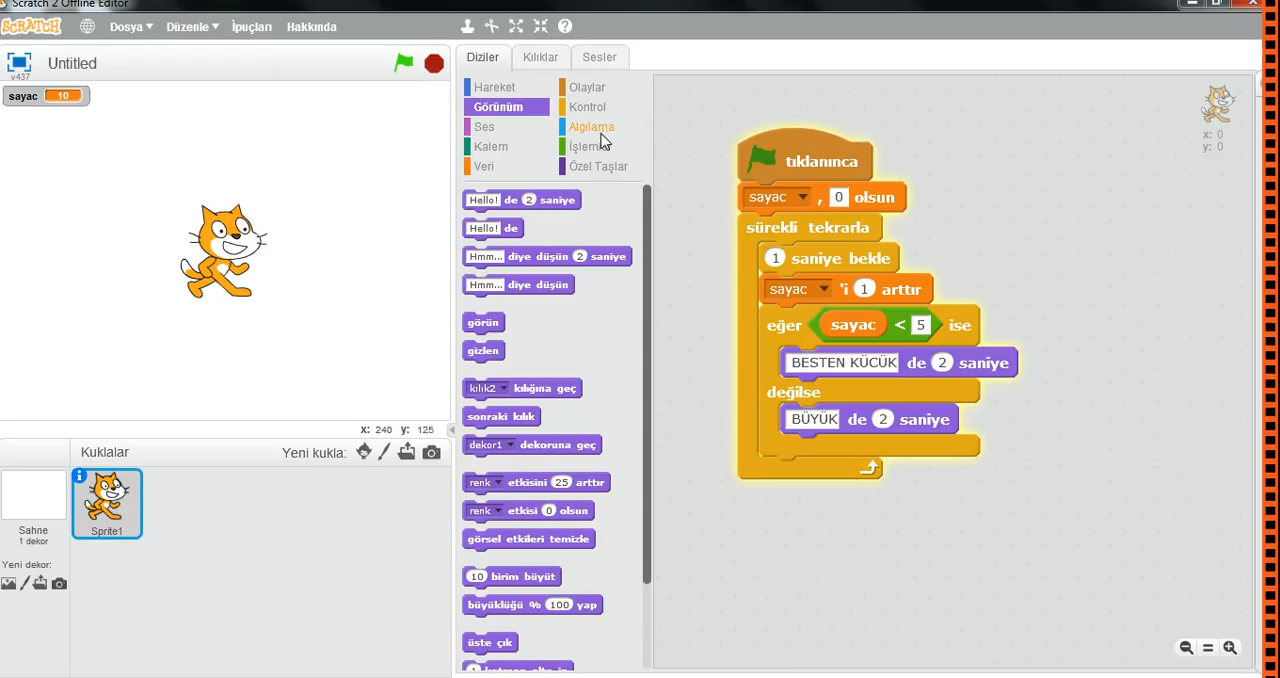 Scratch 2 Offline Editor
SCRATCH Dosya Düzenle İpuçları Hakkında
v437
Untitled
sayac 10
x: 240 y: 125
Kuklalar Yeni kukla:
Sahne
1 dekor
Yeni dekor:
Sprite1
Diziler Kılıklar Sesler
Hareket Olaylar
Görünüm Kontrol
Ses Algılama
Kalem İşlemler
Veri Özel Taşlar
Hello! de 2 saniye
Hello! de
Hmm... diye düşün 2 saniye
Hmm... diye düşün
görün
gizlen
kılık2 kılığına geç
sonraki kılık
dekor1 dekoruna geç
renk etkisini 25 arttır
renk etkisi 0 olsun
görsel etkileri temizle
10 birim büyüt
büyüklüğü % 100 yap
üste çık
tıklanınca
sayac , 0 olsun
sürekli tekrarla
1 saniye bekle
sayac 'i 1 arttır
eğer sayac < 5 ise
BESTEN KÜCÜK de 2 saniye
değilse
BÜYÜK de 2 saniye
x: 0
y: 0